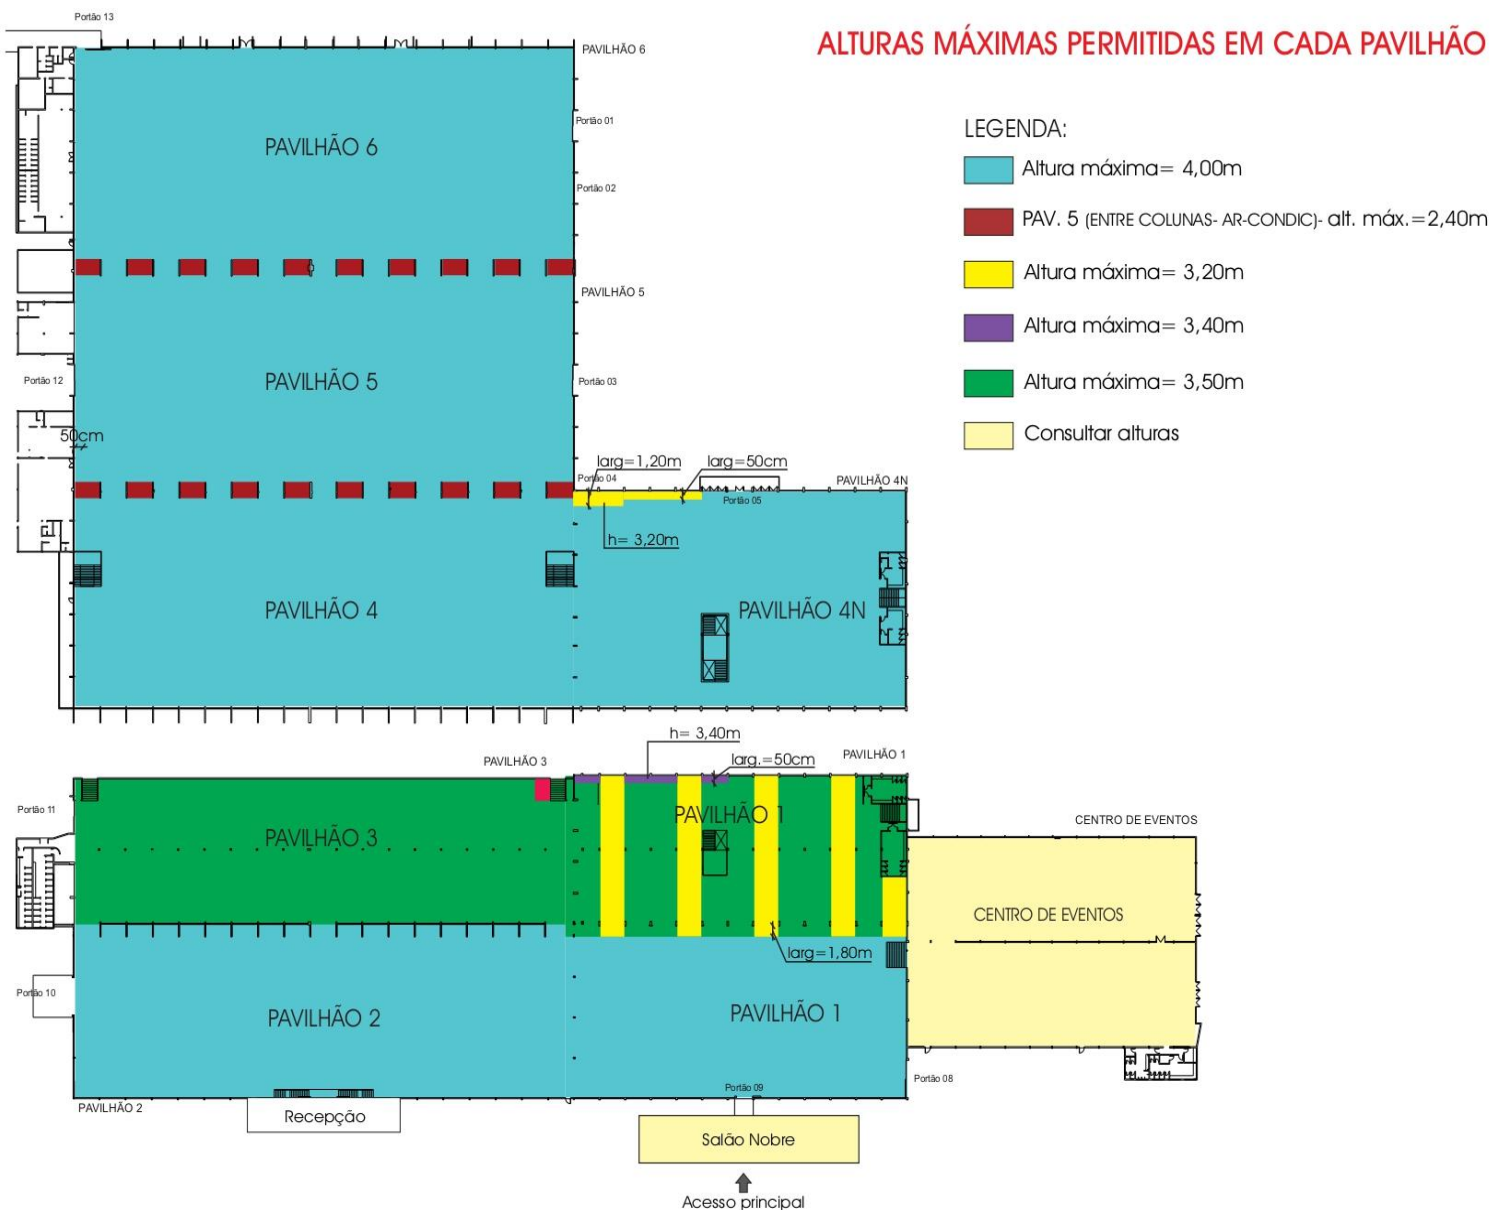 Portão 13
PAVILHÃO 6
ALTURAS MÁXIMAS PERMITIDAS EM CADA PAVILHÃO
LEGENDA:
Altura máxima= 4,00m
PAV. 5 (ENTRE COLUNAS- AR-CONDIC)- alt. máx.=2,40m
Altura máxima= 3,20m
Altura máxima= 3,40m
Altura máxima= 3,50m
Consultar alturas
Portão 01
PAVILHÃO 6
Portão 02
PAVILHÃO 5
Portão 12
PAVILHÃO 5
Portão 03
50cm
larg=1,20m
larg=50cm
Portão 04
PAVILHÃO 4N
Portão 05
h= 3,20m
PAVILHÃO 4
PAVILHÃO 4N
h= 3,40m
PAVILHÃO 3
larg.=50cm
PAVILHÃO 1
Portão 11
PAVILHÃO 3
PAVILHÃO 1
CENTRO DE EVENTOS
CENTRO DE EVENTOS
larg=1,80m
Portão 10
PAVILHÃO 2
PAVILHÃO 1
Portão 08
Portão 09
PAVILHÃO 2
Recepção
Salão Nobre
Acesso principal